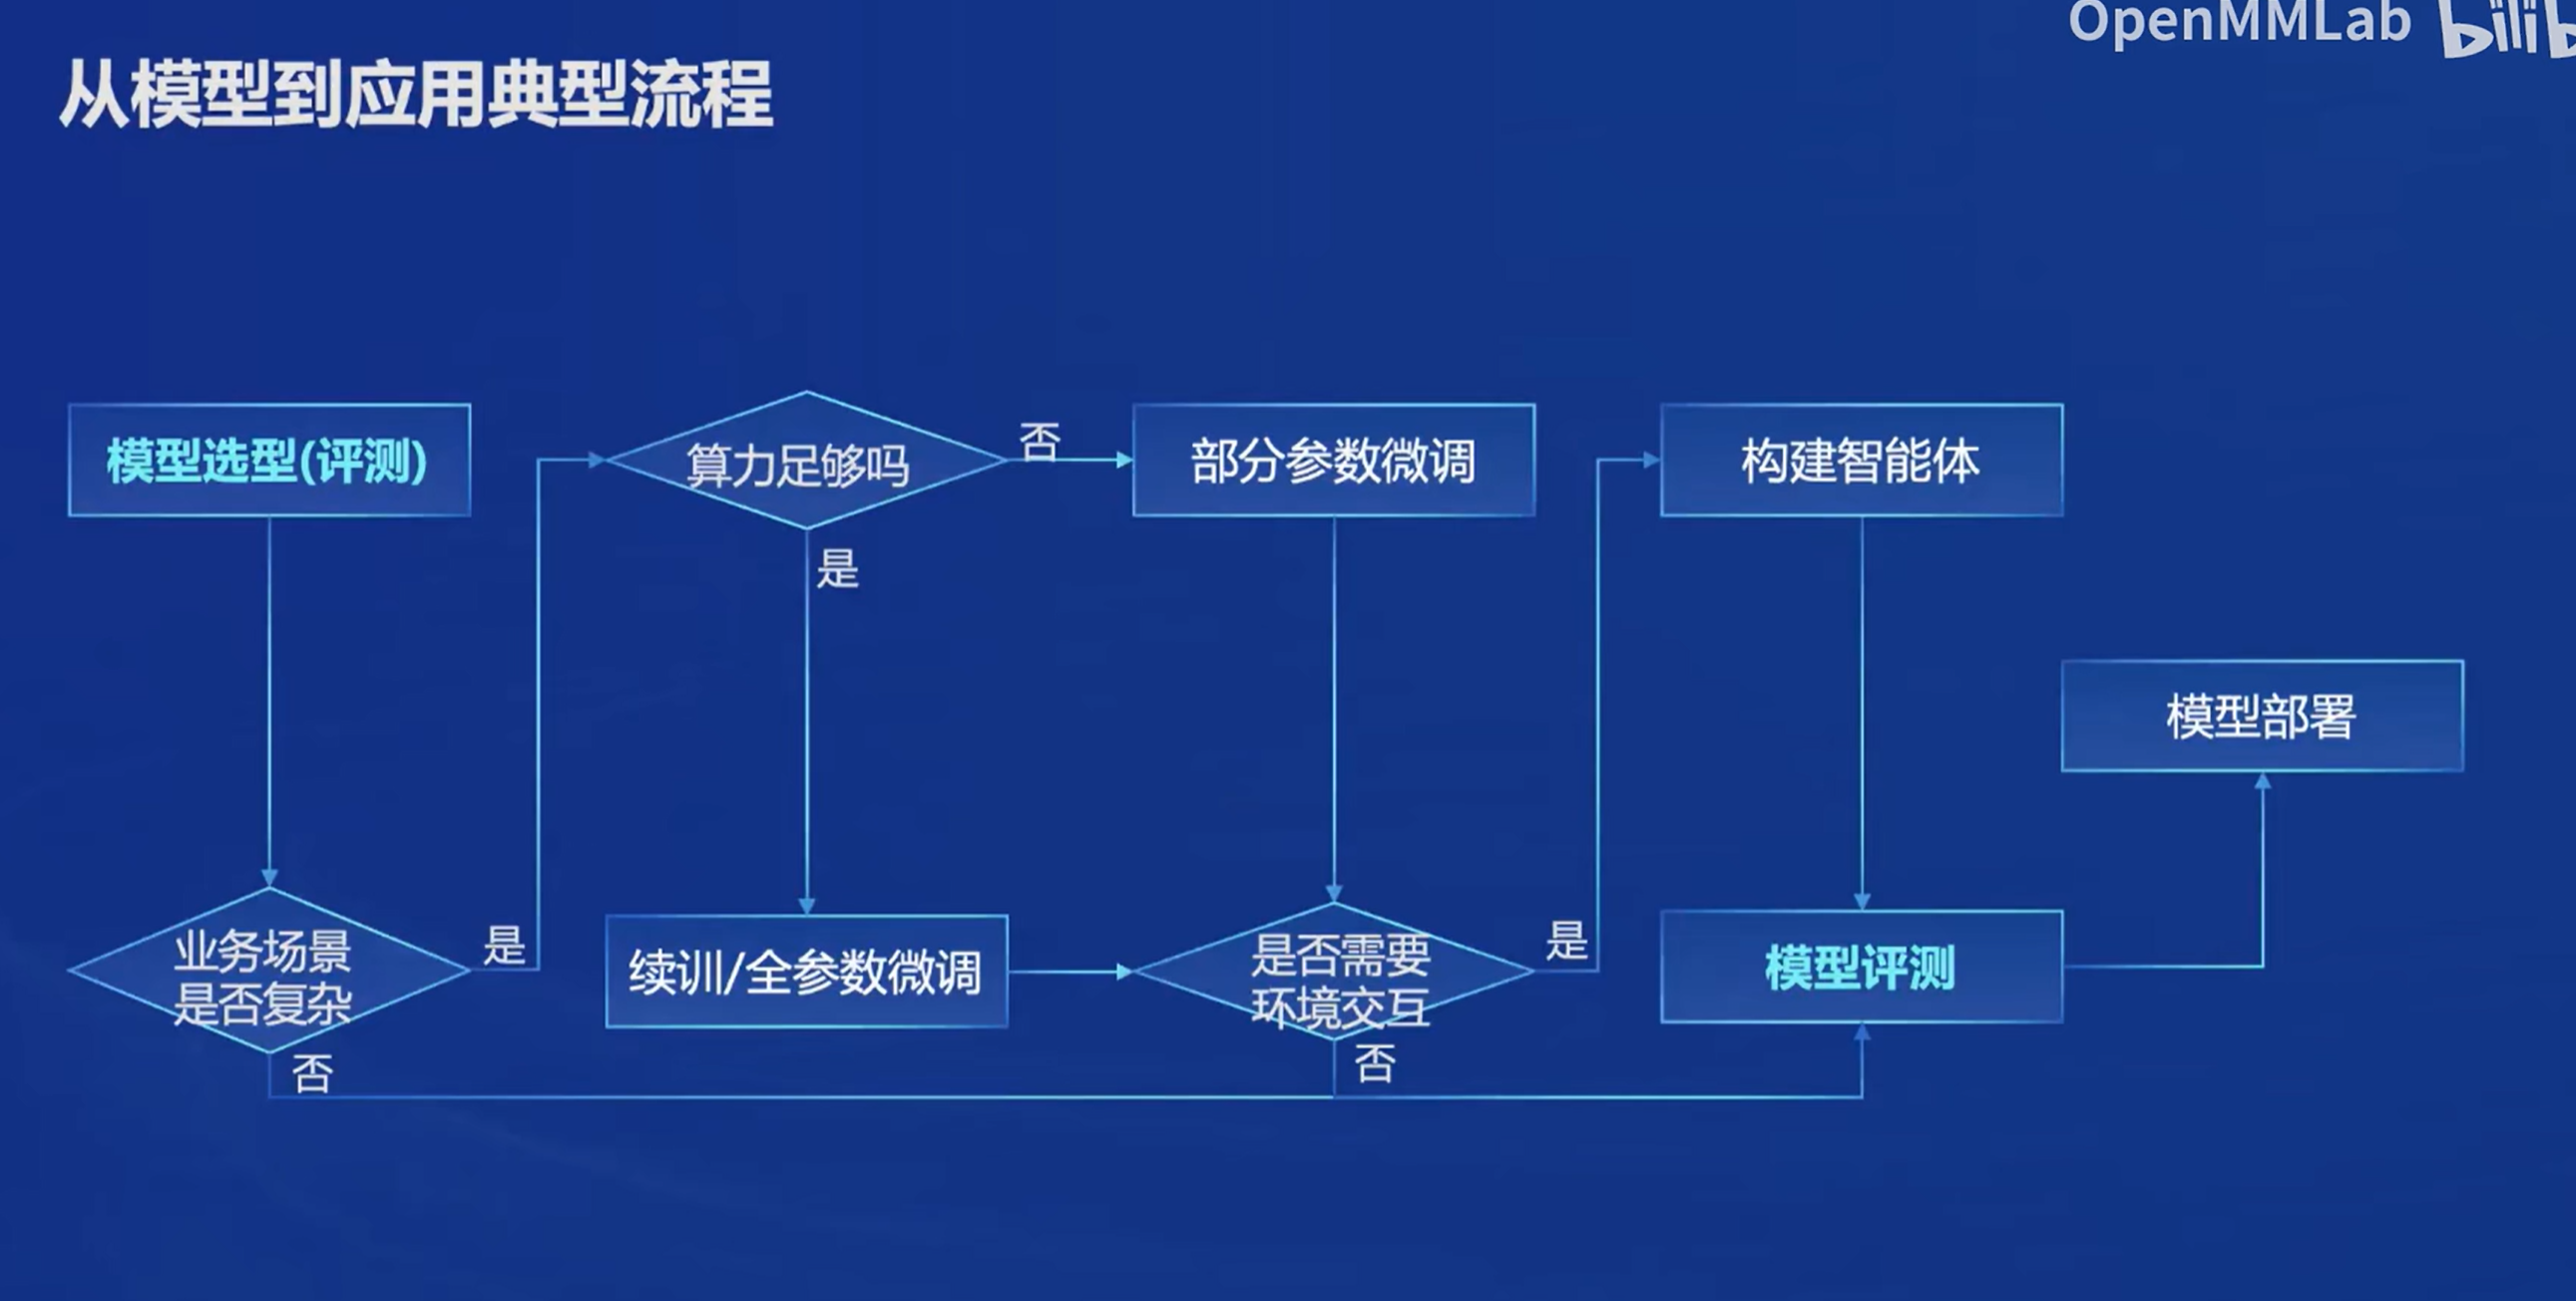 OpenMMLab
从模型到应用典型流程
模型选型(评测)
算力足够吗
否
部分参数微调
构建智能体
是
模型部署
业务场景
是否复杂
是
续训/全参数微调
是否需要
环境交互
是
模型评测
否
否